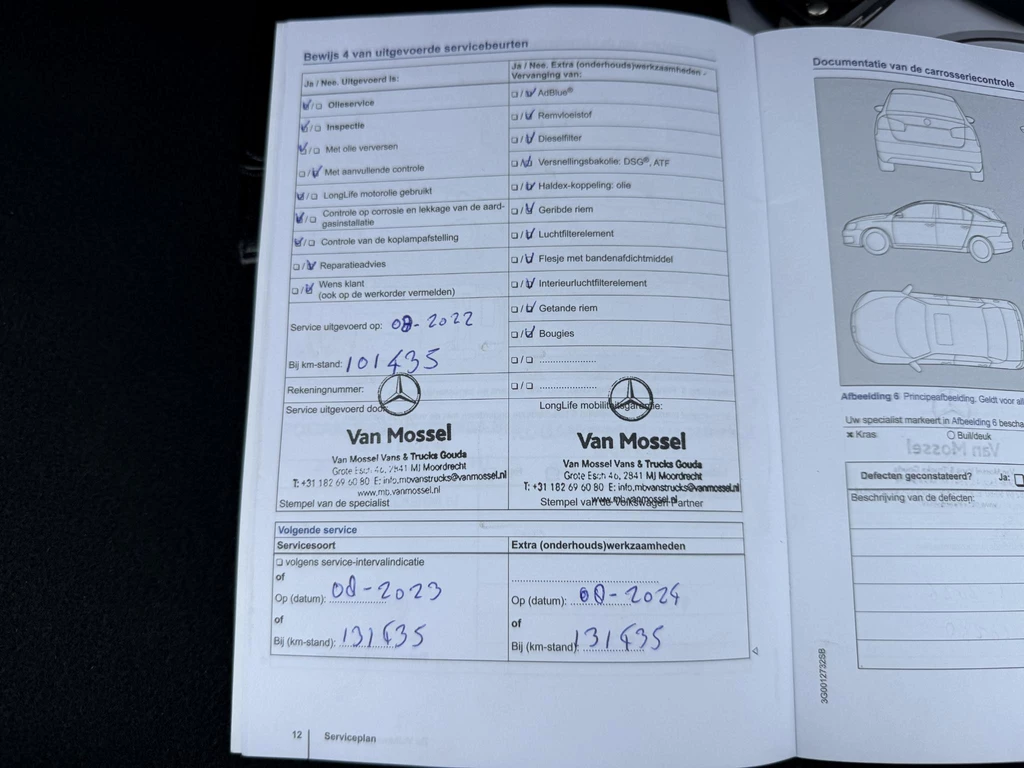 Bewijs 4 van uitgevoerde servicebeurten
Ja / Nee. Uitgevoerd is:
Olieservice
Inspectie
Met olie verversen
Met aanvullende controle
LongLife motorolie gebruikt
Controle op corrosie en lekkage van de aard-
gasinstallatie
Controle van de koplampafstelling
Reparatieadvies
Wens klant
(ook op de werkorder vermelden)
Service uitgevoerd op: 08-2022
Bij km-stand: 101435
Rekeningnummer:
Service uitgevoerd door:
Van Mossel
Van Mossel Vans & Trucks Gouda
Grote Esch 46, 2841 MJ Moordrecht
T: +31 182 69 60 80 E: info.mbvanstrucks@vanmossel.nl
www.mb.vanmossel.nl
Stempel van de specialist
Ja / Nee. Extra (onderhouds)werkzaamheden -
Vervanging van:
AdBlue®
Remvloeistof
Dieselfilter
Versnellingsbakolie: DSG®, ATF
Haldex-koppeling: olie
Geribde riem
Luchtfilterelement
Flesje met bandenafdichtmiddel
Interieurluchtfilterelement
Getande riem
Bougies
LongLife mobiliteitsgarantie:
Van Mossel
Van Mossel Vans & Trucks Gouda
Grote Esch 46, 2841 MJ Moordrecht
T: +31 182 69 60 80 E: info.mbvanstrucks@vanmossel.nl
www.mb.vanmossel.nl
Stempel van de Volkswagen Partner
Volgende service
Servicesoort
volgens service-intervalindicatie
of
Op (datum): 08-2023
of
Bij (km-stand): 131435
Extra (onderhouds)werkzaamheden
Op (datum): 08-2024
of
Bij (km-stand): 131435
12 Serviceplan
Documentatie van de carrosseriecontrole
Afbeelding 6 Principeafbeelding. Geldt voor
Uw specialist markeert in Afbeelding 6
Kras
Buil/deuk
Defecten geconstateerd? Ja:
Beschrijving van de defecten:
3G0012732SB